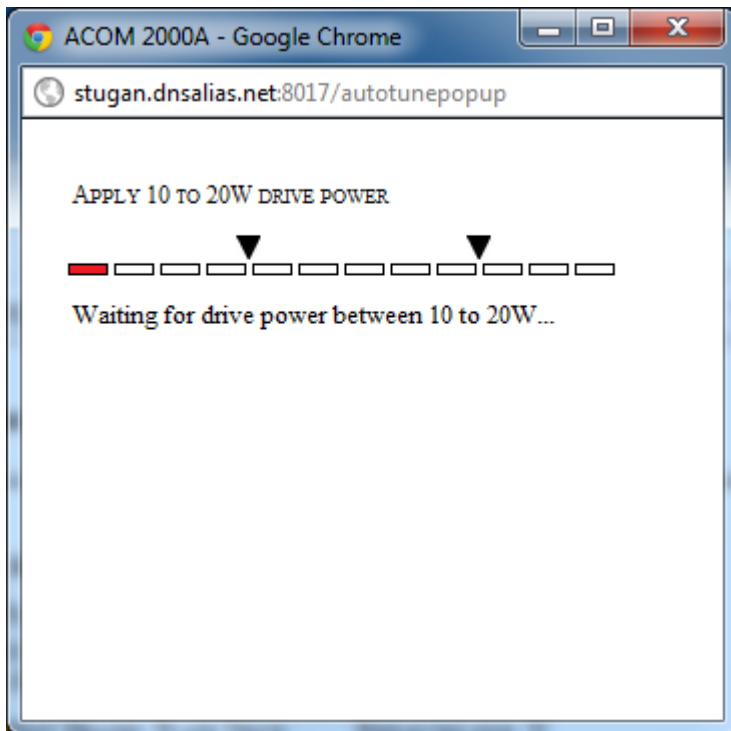 ACOM 2000A - Google Chrome
stugan.dnsalias.net:8017/autotunepopup
APPLY 10 TO 20W DRIVE POWER
Waiting for drive power between 10 to 20W...